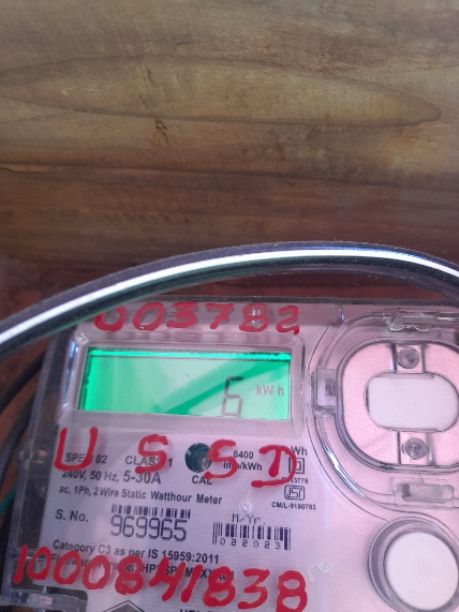 003782
6 kWh
U S S D
SPEC 02 CLASS 1 6400
imp/kWh
240V, 50 Hz, 5-30A CAL
ac, 1Ph, 2 Wire Static Watthour Meter
CM/L-9190783
S. No. 969965
M/Yr.
022023
Category C3 as per IS 15959:2011
1000841838